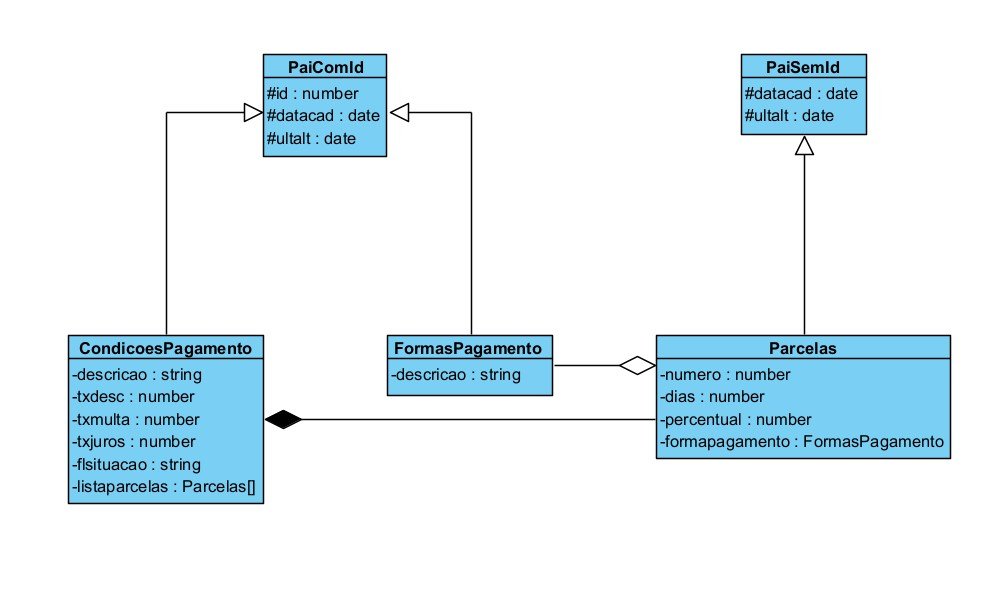 PaiComId
#id : number
#datacad : date
#ultalt : date
PaiSemId
#datacad : date
#ultalt : date
CondicoesPagamento
-descricao : string
-txdesc : number
-txmulta : number
-txjuros : number
-flsituacao : string
-listaparcelas : Parcelas[]
FormasPagamento
-descricao : string
Parcelas
-numero : number
-dias : number
-percentual : number
-formapagamento : FormasPagamento